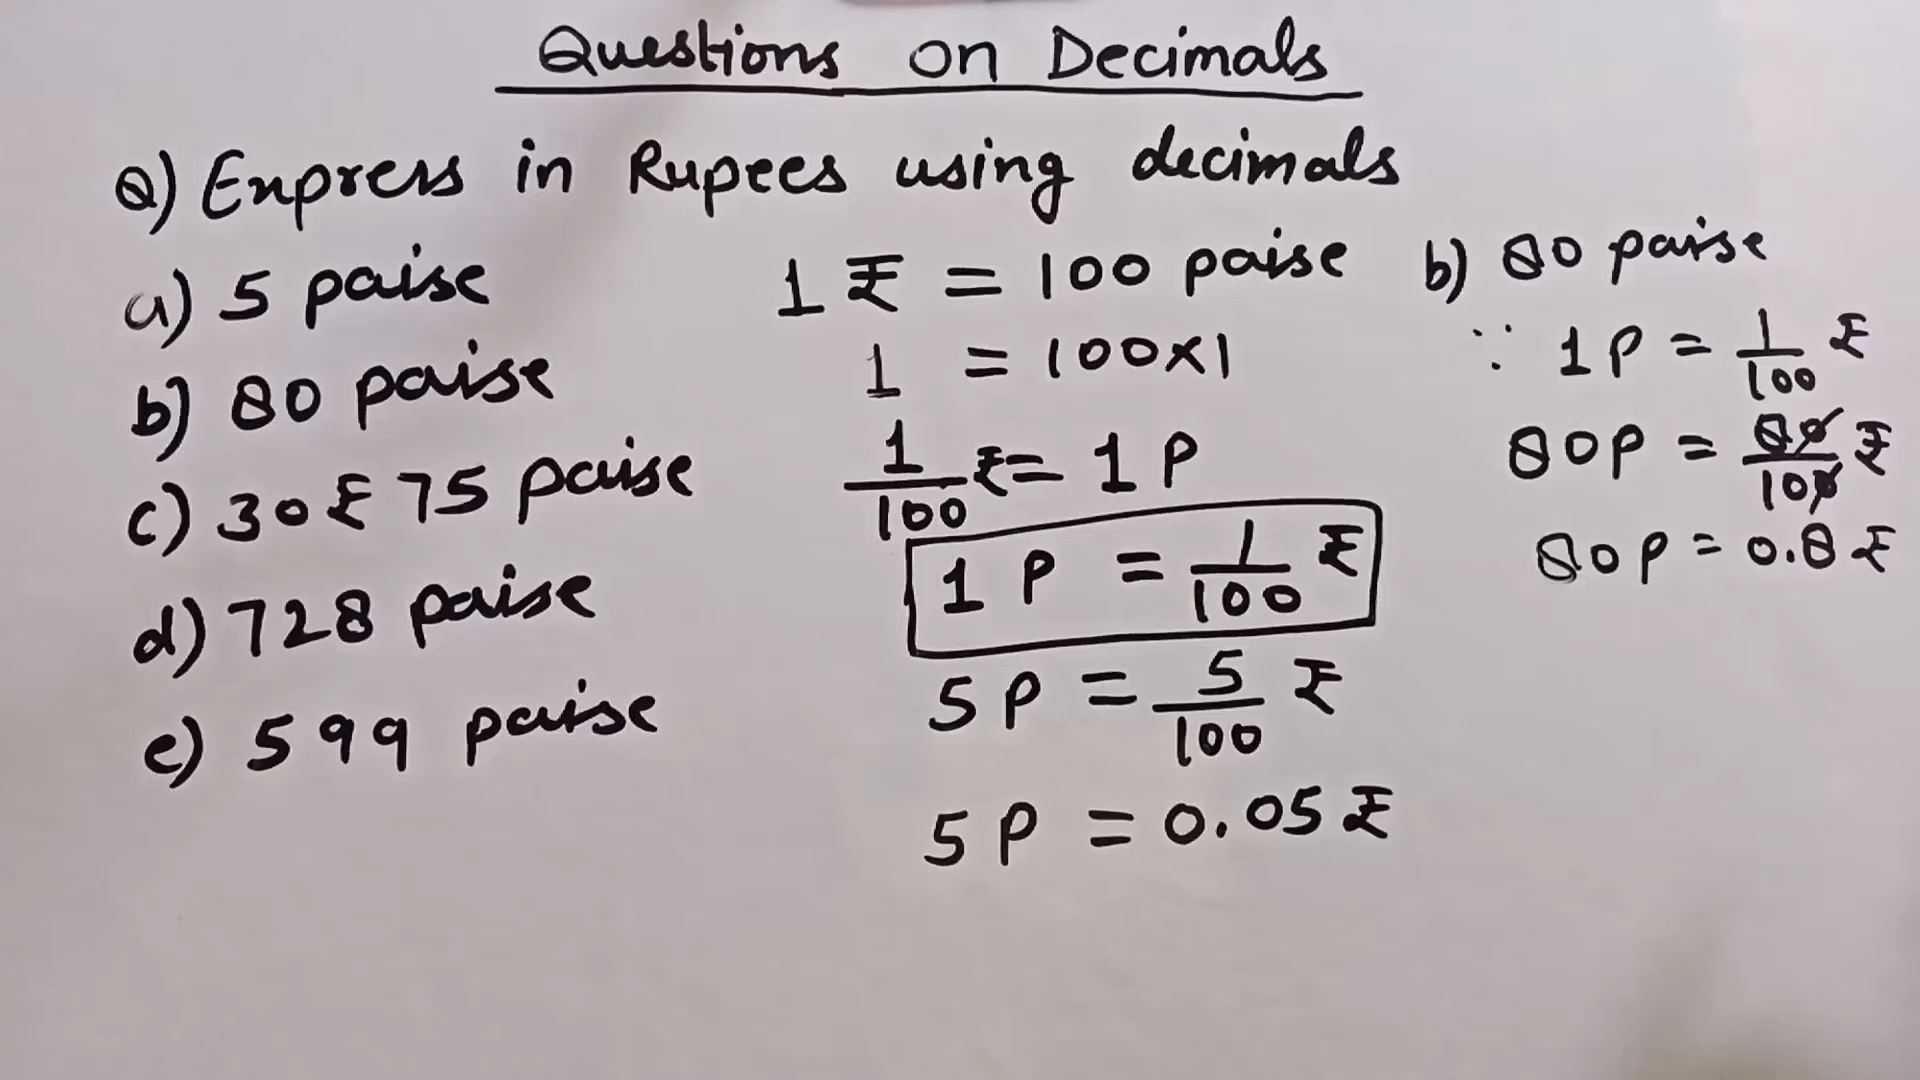 Questions on Decimals
Q) Express in Rupees using decimals
a) 5 paise
b) 80 paise
c) 30 ₹ 75 paise
d) 728 paise
e) 599 paise
1 ₹ = 100 paise
1 = 100×1
1/100 ₹ = 1 P
1 P = 1/100 ₹
5 P = 5/100 ₹
5 P = 0.05 ₹
b) 80 paise
∵ 1 P = 1/100 ₹
80P = 80/100 ₹
80 P = 0.8 ₹